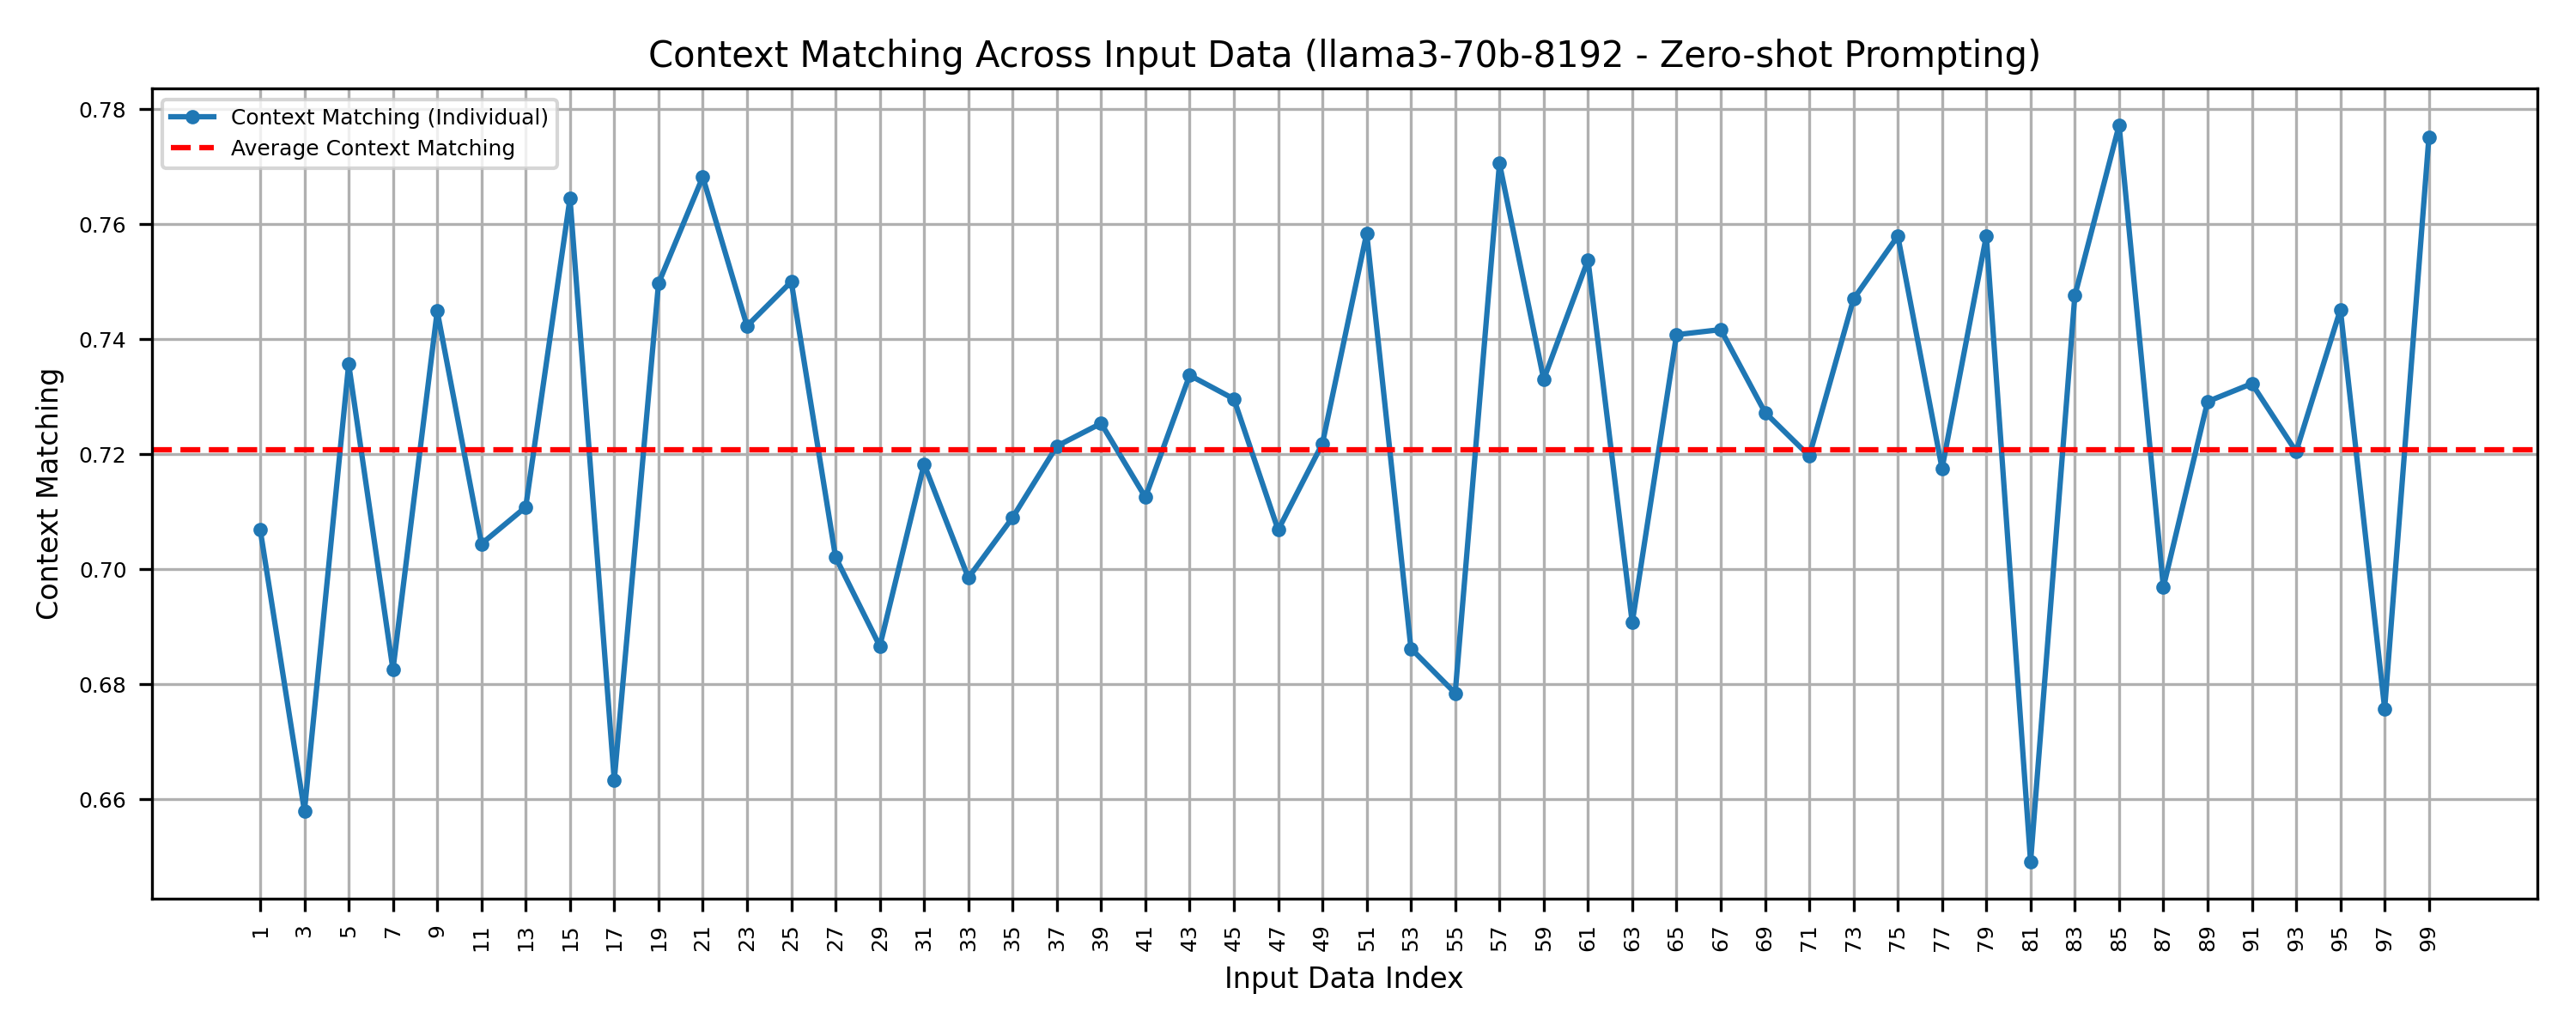 Context Matching Across Input Data (llama3-70b-8192 - Zero-shot Prompting)
Context Matching (Individual)
Average Context Matching
Context Matching
0.78
0.76
0.74
0.72
0.70
0.68
0.66
1 3 5 7 9 11 13 15 17 19 21 23 25 27 29 31 33 35 37 39 41 43 45 47 49 51 53 55 57 59 61 63 65 67 69 71 73 75 77 79 81 83 85 87 89 91 93 95 97 99
Input Data Index